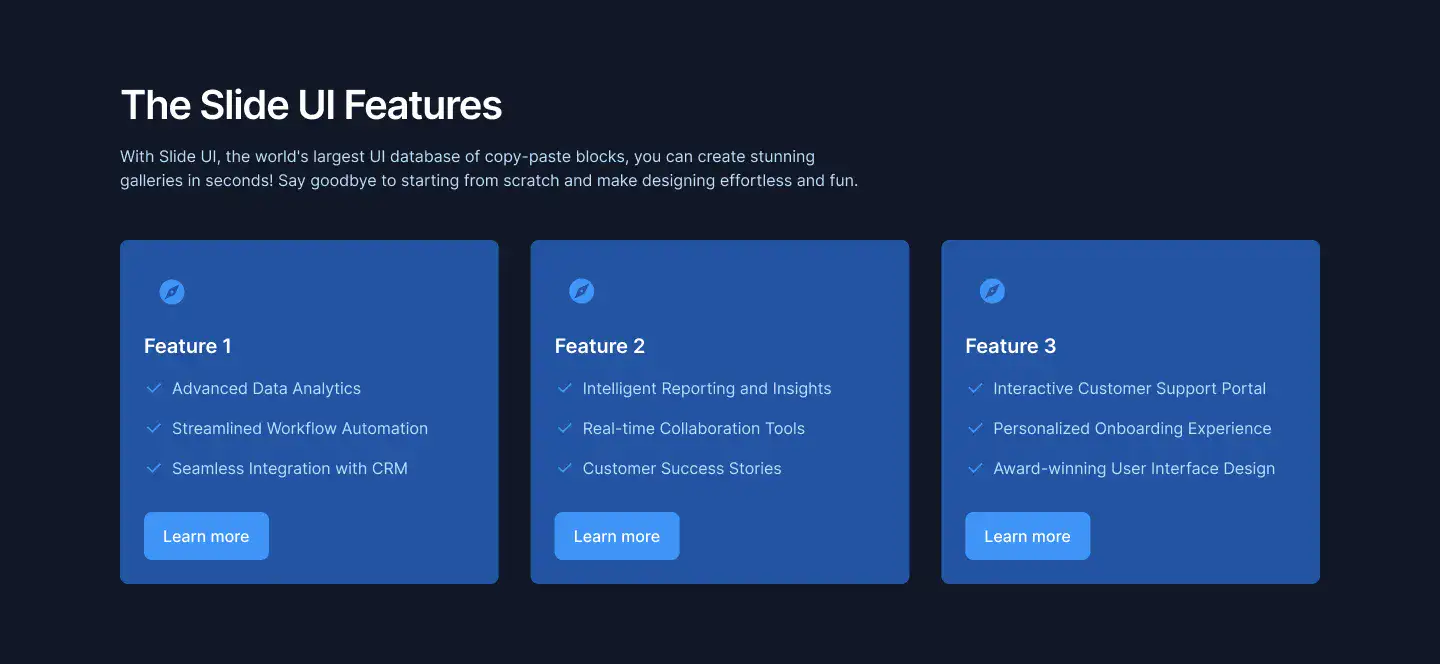 The Slide UI Features
With Slide UI, the world's largest UI database of copy-paste blocks, you can create stunning
galleries in seconds! Say goodbye to starting from scratch and make designing effortless and fun.
Feature 1
Advanced Data Analytics
Streamlined Workflow Automation
Seamless Integration with CRM
Learn more
Feature 2
Intelligent Reporting and Insights
Real-time Collaboration Tools
Customer Success Stories
Learn more
Feature 3
Interactive Customer Support Portal
Personalized Onboarding Experience
Award-winning User Interface Design
Learn more